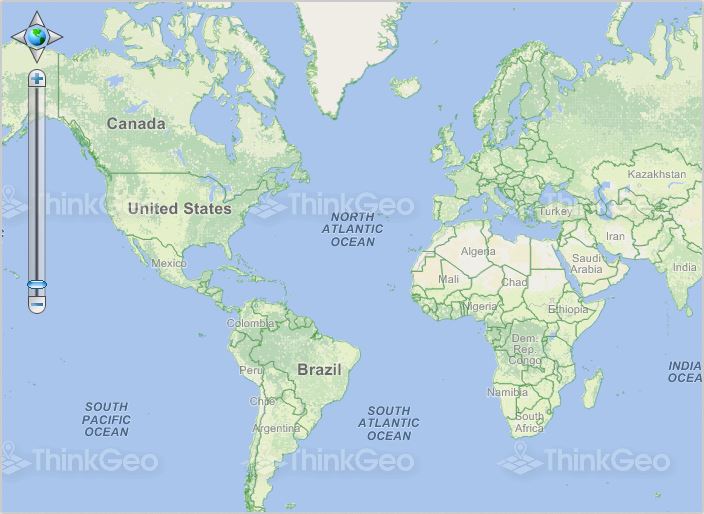 Canada
Kazakhstan
ThinkGeo
ThinkGeo
ThinkGeo
United States
NORTH
ATLANTIC
OCEAN
Turkey
Iran
Mexico
Algeria
Saudi
Arabia
India
Mali
Chad
Nigeria
Ethiopia
Colombia
Dem.
Rep.
Congo
Peru
Brazil
INDIA
OCEA
Namibia
Chile
SOUTH
PACIFIC
OCEAN
SOUTH
ATLANTIC
OCEAN
Argentina
South
Africa
ThinkGeo
ThinkGeo
ThinkGeo